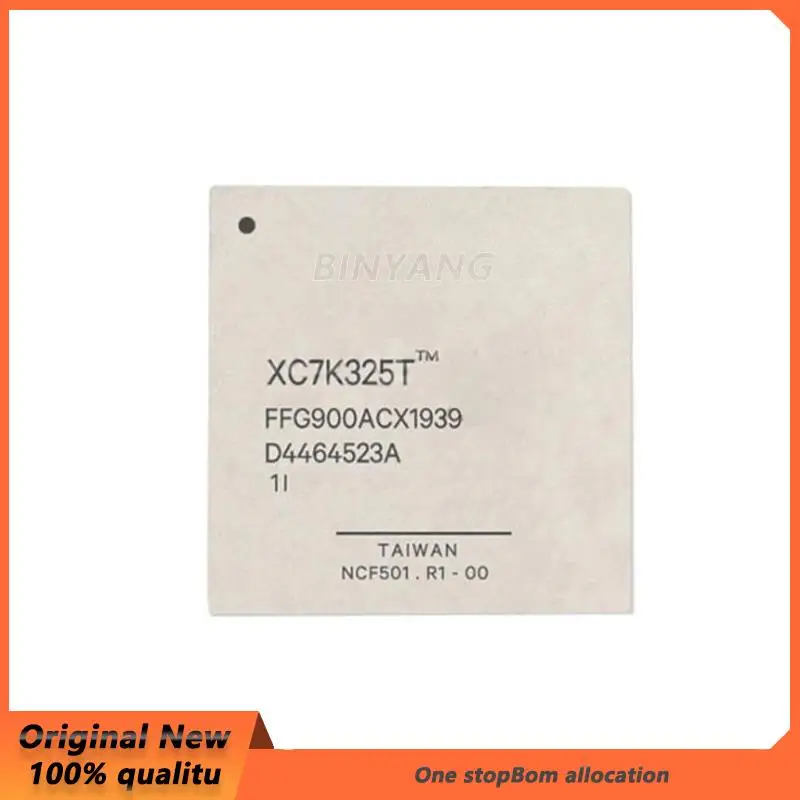 BINYANG
XC7K325T™
FFG900ACX1939
D4464523A
1I
TAIWAN
NCF501.R1-00
Original New
100% qualitu
One stopBom allocation